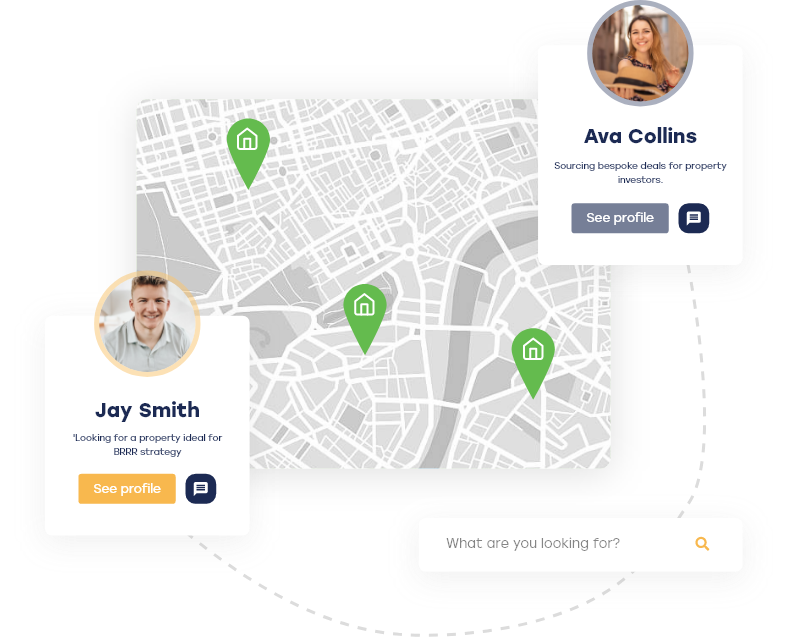 Ava Collins
Sourcing bespoke deals for property
investors.
See profile
Jay Smith
'Looking for a property ideal for
BRRR strategy
See profile
What are you looking for?